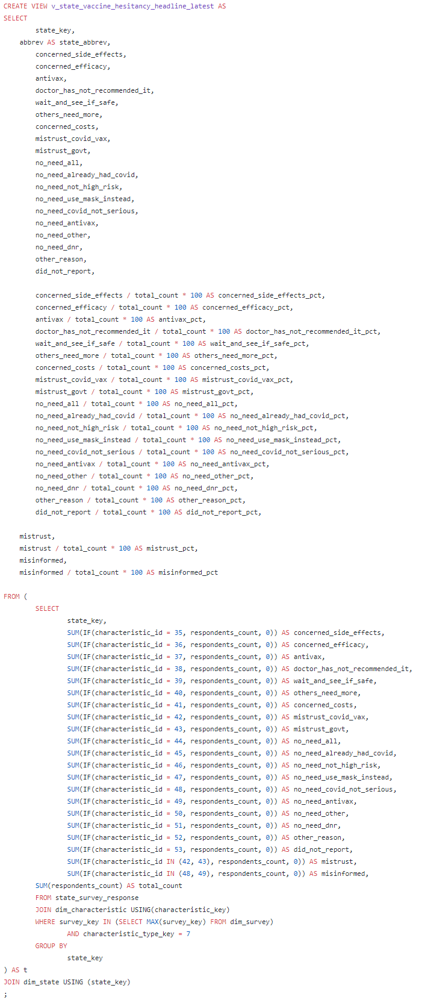 CREATE VIEW v_state_vaccine_hesitancy_headline_latest AS
SELECT
state_key,
abbrev AS state_abbrev,
concerned_side_effects,
concerned_efficacy,
antivax,
doctor_has_not_recommended_it,
wait_and_see_if_safe,
others_need_more,
concerned_costs,
mistrust_covid_vax,
mistrust_govt,
no_need_all,
no_need_already_had_covid,
no_need_not_high_risk,
no_need_use_mask_instead,
no_need_covid_not_serious,
no_need_antivax,
no_need_other,
no_need_dnr,
other_reason,
did_not_report,
concerned_side_effects / total_count * 100 AS concerned_side_effects_pct,
concerned_efficacy / total_count * 100 AS concerned_efficacy_pct,
antivax / total_count * 100 AS antivax_pct,
doctor_has_not_recommended_it / total_count * 100 AS doctor_has_not_recommended_it_pct,
wait_and_see_if_safe / total_count * 100 AS wait_and_see_if_safe_pct,
others_need_more / total_count * 100 AS others_need_more_pct,
concerned_costs / total_count * 100 AS concerned_costs_pct,
mistrust_covid_vax / total_count * 100 AS mistrust_covid_vax_pct,
mistrust_govt / total_count * 100 AS mistrust_govt_pct,
no_need_all / total_count * 100 AS no_need_all_pct,
no_need_already_had_covid / total_count * 100 AS no_need_already_had_covid_pct,
no_need_not_high_risk / total_count * 100 AS no_need_not_high_risk_pct,
no_need_use_mask_instead / total_count * 100 AS no_need_use_mask_instead_pct,
no_need_covid_not_serious / total_count * 100 AS no_need_covid_not_serious_pct,
no_need_antivax / total_count * 100 AS no_need_antivax_pct,
no_need_other / total_count * 100 AS no_need_other_pct,
no_need_dnr / total_count * 100 AS no_need_dnr_pct,
other_reason / total_count * 100 AS other_reason_pct,
did_not_report / total_count * 100 AS did_not_report_pct,
mistrust,
mistrust / total_count * 100 AS mistrust_pct,
misinformed,
misinformed / total_count * 100 AS misinformed_pct
FROM (
SELECT
state_key,
SUM(IF(characteristic_id = 35, respondents_count, 0)) AS concerned_side_effects,
SUM(IF(characteristic_id = 36, respondents_count, 0)) AS concerned_efficacy,
SUM(IF(characteristic_id = 37, respondents_count, 0)) AS antivax,
SUM(IF(characteristic_id = 38, respondents_count, 0)) AS doctor_has_not_recommended_it,
SUM(IF(characteristic_id = 39, respondents_count, 0)) AS wait_and_see_if_safe,
SUM(IF(characteristic_id = 40, respondents_count, 0)) AS others_need_more,
SUM(IF(characteristic_id = 41, respondents_count, 0)) AS concerned_costs,
SUM(IF(characteristic_id = 42, respondents_count, 0)) AS mistrust_covid_vax,
SUM(IF(characteristic_id = 43, respondents_count, 0)) AS mistrust_govt,
SUM(IF(characteristic_id = 44, respondents_count, 0)) AS no_need_all,
SUM(IF(characteristic_id = 45, respondents_count, 0)) AS no_need_already_had_covid,
SUM(IF(characteristic_id = 46, respondents_count, 0)) AS no_need_not_high_risk,
SUM(IF(characteristic_id = 47, respondents_count, 0)) AS no_need_use_mask_instead,
SUM(IF(characteristic_id = 48, respondents_count, 0)) AS no_need_covid_not_serious,
SUM(IF(characteristic_id = 49, respondents_count, 0)) AS no_need_antivax,
SUM(IF(characteristic_id = 50, respondents_count, 0)) AS no_need_other,
SUM(IF(characteristic_id = 51, respondents_count, 0)) AS no_need_dnr,
SUM(IF(characteristic_id = 52, respondents_count, 0)) AS other_reason,
SUM(IF(characteristic_id = 53, respondents_count, 0)) AS did_not_report,
SUM(IF(characteristic_id IN (42, 43), respondents_count, 0)) AS mistrust,
SUM(IF(characteristic_id IN (48, 49), respondents_count, 0)) AS misinformed,
SUM(respondents_count) AS total_count
FROM state_survey_response
JOIN dim_characteristic USING(characteristic_key)
WHERE survey_key IN (SELECT MAX(survey_key) FROM dim_survey)
AND characteristic_type_key = 7
GROUP BY
state_key
) AS t
JOIN dim_state USING (state_key)
;